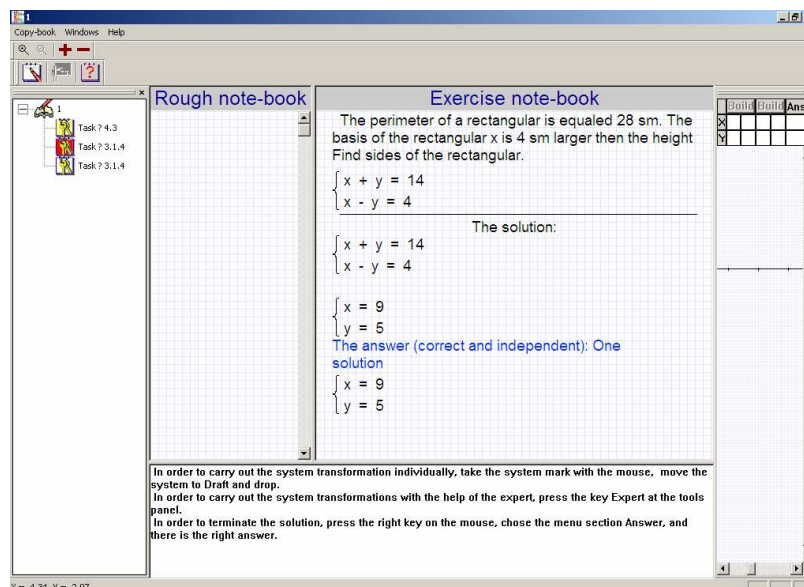 1
Copy-book Windows Help
1
Task ? 4.3
Task ? 3.1.4
Task ? 3.1.4
Rough note-book
Exercise note-book
The perimeter of a rectangular is equaled 28 sm. The
basis of the rectangular x is 4 sm larger then the height
Find sides of the rectangular.
x + y = 14
x - y = 4
The solution:
x + y = 14
x - y = 4
x = 9
y = 5
The answer (correct and independent): One
solution
x = 9
y = 5
Build Build Ans
X
Y
In order to carry out the system transformation individually, take the system mark with the mouse, move the
system to Draft and drop.
In order to carry out the system transformations with the help of the expert, press the key Expert at the tools
panel.
In order to terminate the solution, press the right key on the mouse, chose the menu section Answer, and
there is the right answer.